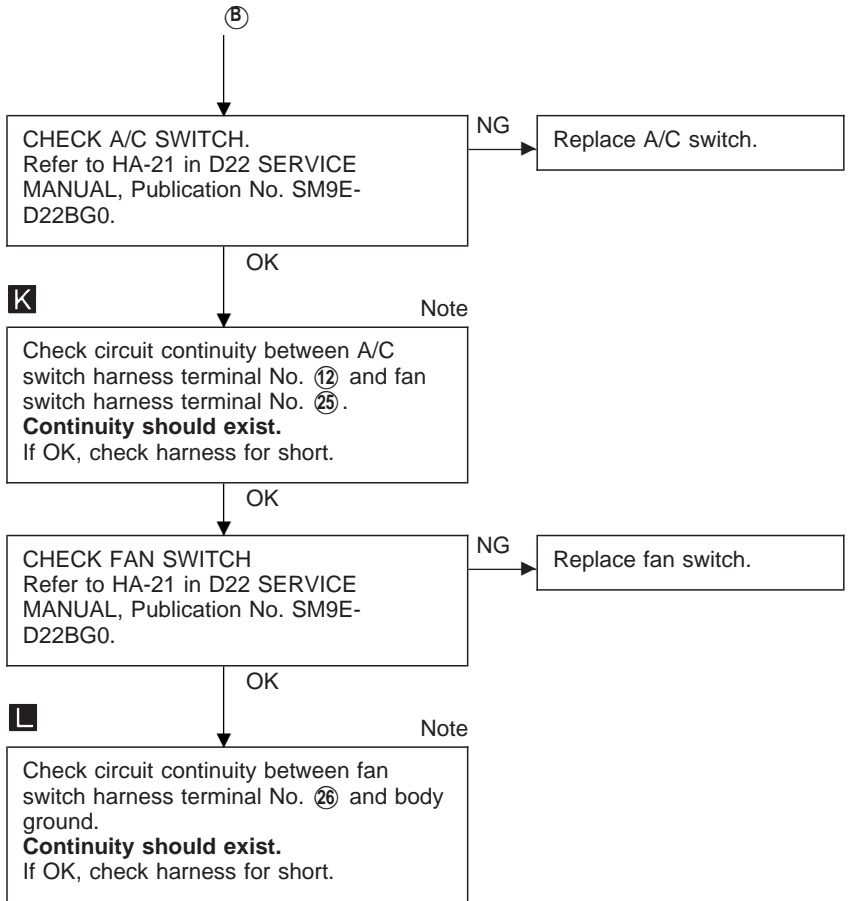 B
CHECK A/C SWITCH.
Refer to HA-21 in D22 SERVICE
MANUAL, Publication No. SM9E-
D22BG0.
NG
Replace A/C switch.
OK
K
Note
Check circuit continuity between A/C
switch harness terminal No. 12 and fan
switch harness terminal No. 25.
Continuity should exist.
If OK, check harness for short.
OK
CHECK FAN SWITCH
Refer to HA-21 in D22 SERVICE
MANUAL, Publication No. SM9E-
D22BG0.
NG
Replace fan switch.
OK
L
Note
Check circuit continuity between fan
switch harness terminal No. 26 and body
ground.
Continuity should exist.
If OK, check harness for short.